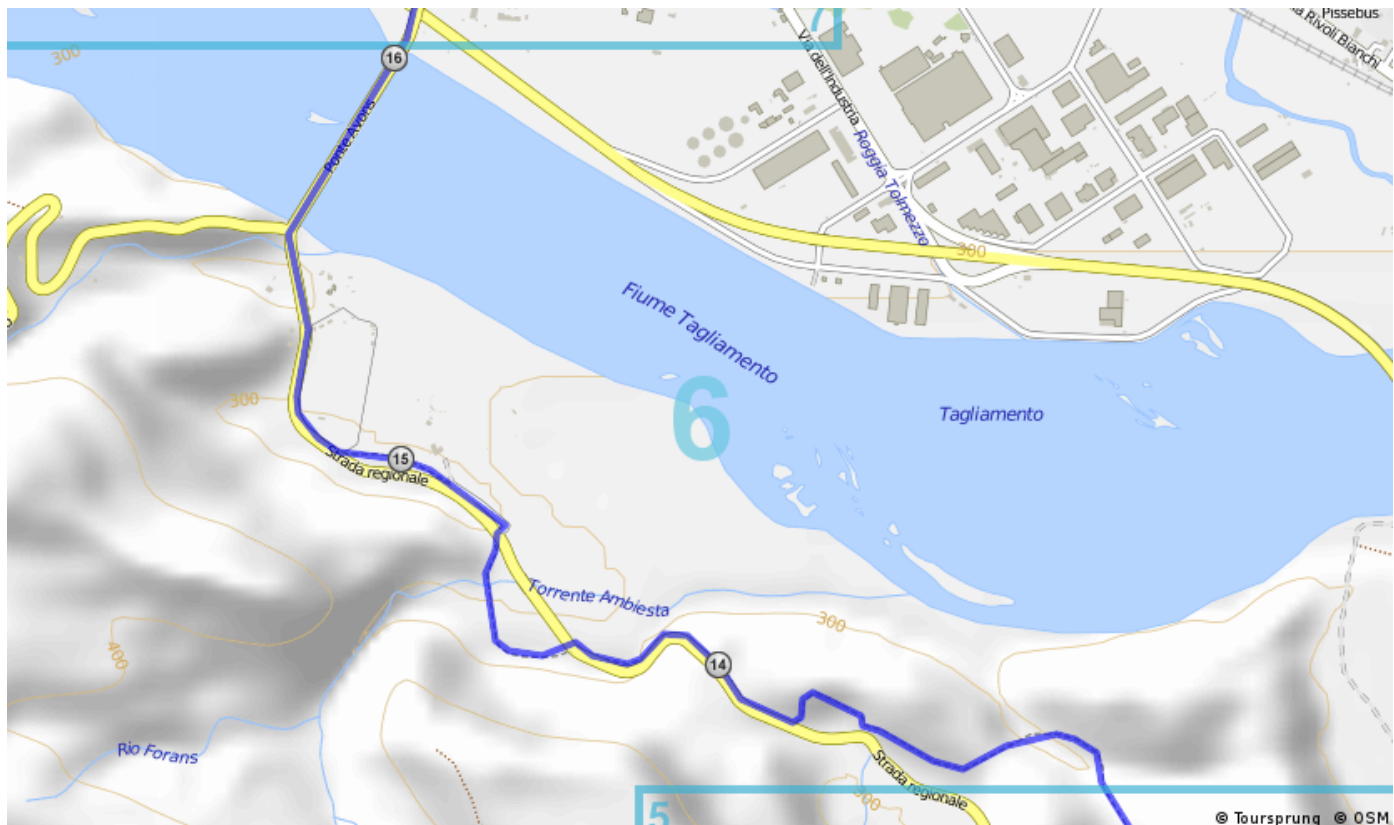 Pissebus
7
Via Rivoli Bianchi
300
16
Via dell'Industria
Ponte Avons
Roggia Tolmezzo
300
Fiume Tagliamento
6
Tagliamento
300
15
Strada regionale
Torrente Ambiesta
300
400
14
Rio Forans
Strada regionale
300
5
© Toursprung © OSM